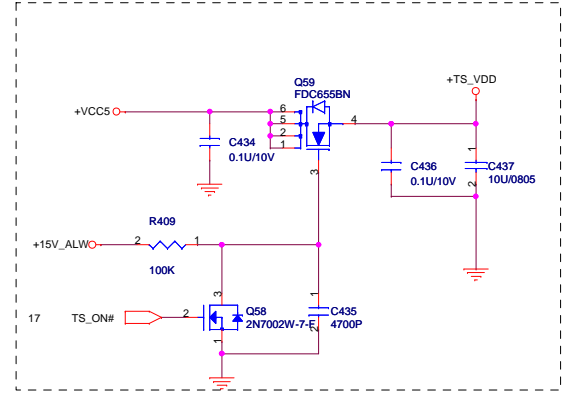 Q59
FDC655BN
+TS_VDD
+VCC5
6
5
2
1
4
3
C434
0.1U/10V
C436
0.1U/10V
1
2
C437
10U/0805
R409
+15V_ALW
2
1
100K
3
1
17
TS_ON#
2
Q58
2N7002W-7-F
1
2
C435
4700P